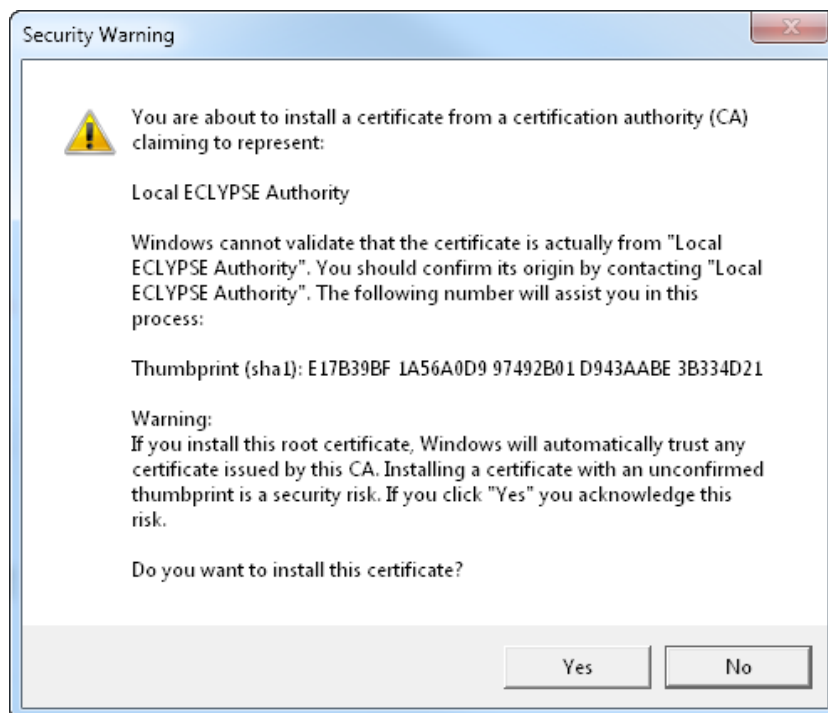 Security Warning
You are about to install a certificate from a certification authority (CA)
claiming to represent:
Local ECLYPSE Authority
Windows cannot validate that the certificate is actually from "Local
ECLYPSE Authority". You should confirm its origin by contacting "Local
ECLYPSE Authority". The following number will assist you in this
process:
Thumbprint (sha1): E17B39BF 1A56A0D9 97492B01 D943AABE 3B334D21
Warning:
If you install this root certificate, Windows will automatically trust any
certificate issued by this CA. Installing a certificate with an unconfirmed
thumbprint is a security risk. If you click "Yes" you acknowledge this
risk.
Do you want to install this certificate?
Yes
No